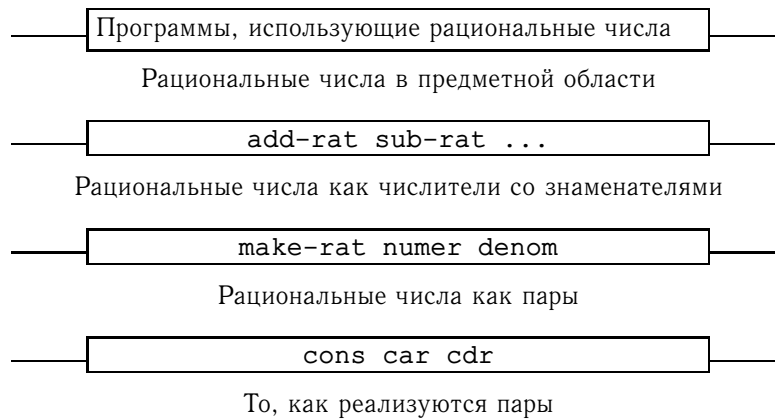 Программы, использующие рациональные числа
Рациональные числа в предметной области
add-rat sub-rat ...
Рациональные числа как числители со знаменателями
make-rat numer denom
Рациональные числа как пары
cons car cdr
То, как реализуются пары